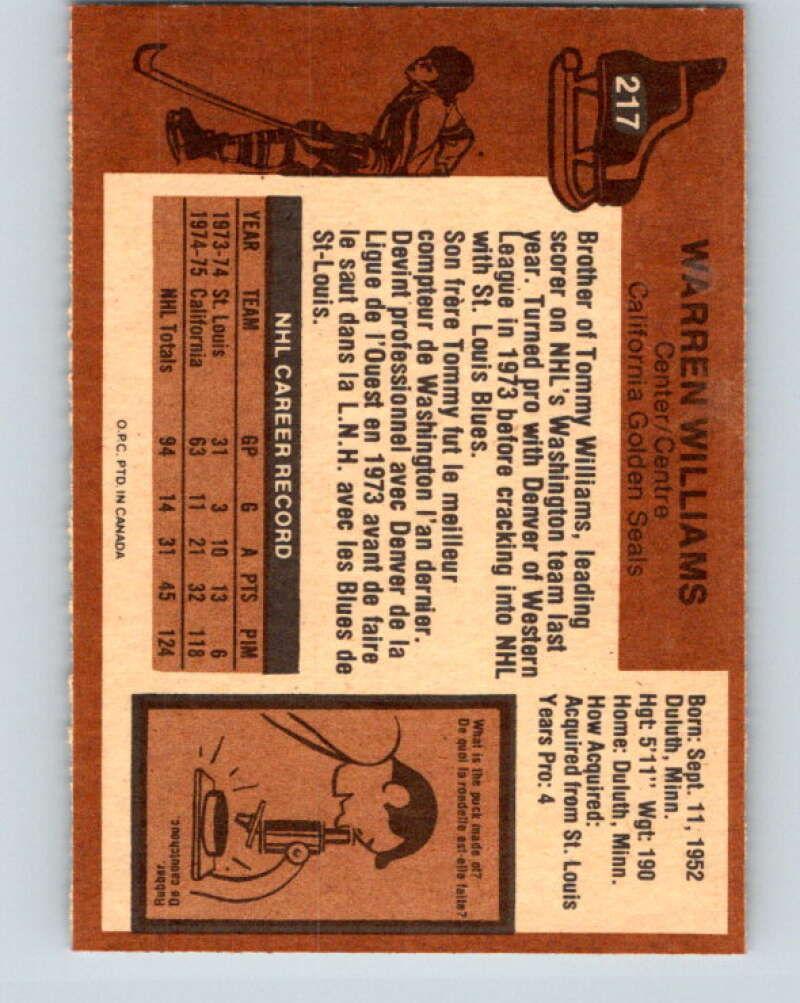 217
WARREN WILLIAMS
Center/Centre
California Golden Seals
Born: Sept. 11, 1952
Duluth, Minn.
Hgt: 5'11" Wgt: 190
Home: Duluth, Minn.
How Acquired:
Acquired from St. Louis
Years Pro: 4
Brother of Tommy Williams, leading
scorer on NHL's Washington team last
year. Turned pro with Denver of Western
League in 1973 before cracking into NHL
with St. Louis Blues.
Son frère Tommy fut le meilleur
compteur de Washington l'an dernier.
Devint professionnel avec Denver de la
Ligue de l'Ouest en 1973 avant de faire
le saut dans la L.N.H. avec les Blues de
St-Louis.
NHL CAREER RECORD
YEAR TEAM GP G A PTS PIM
1973-74 St. Louis 31 3 10 13 6
1974-75 California 63 11 21 32 118
NHL Totals 94 14 31 45 124
What is the puck made of?
De quoi la rondelle est-elle faite?
Rubber.
De caoutchouc.
O.P.C. PTD. IN CANADA